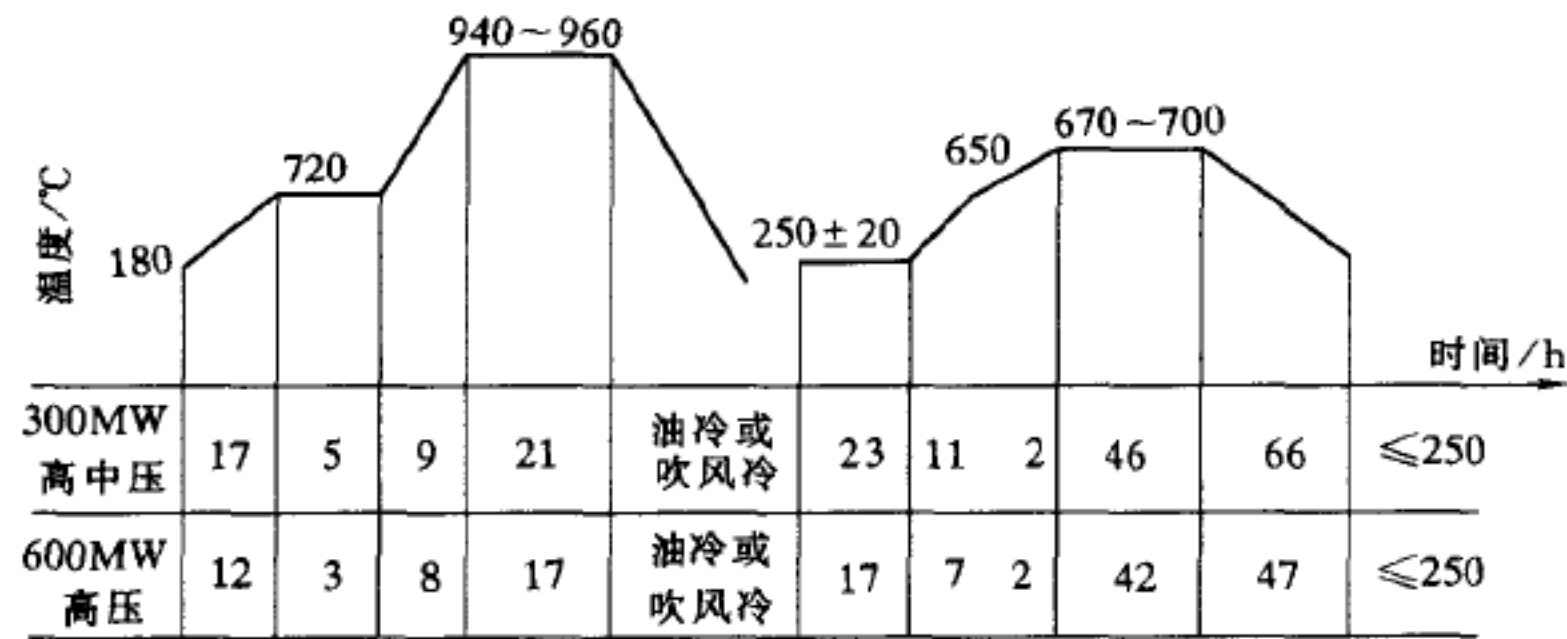 940～960
720
180
650
670～700
250±20
温度/℃
时间/h
300MW
高中压
17 5 9 21
油冷或
吹风冷
23 11 2 46 66 ≤250
600MW
高压
12 3 8 17
油冷或
吹风冷
17 7 2 42 47 ≤250